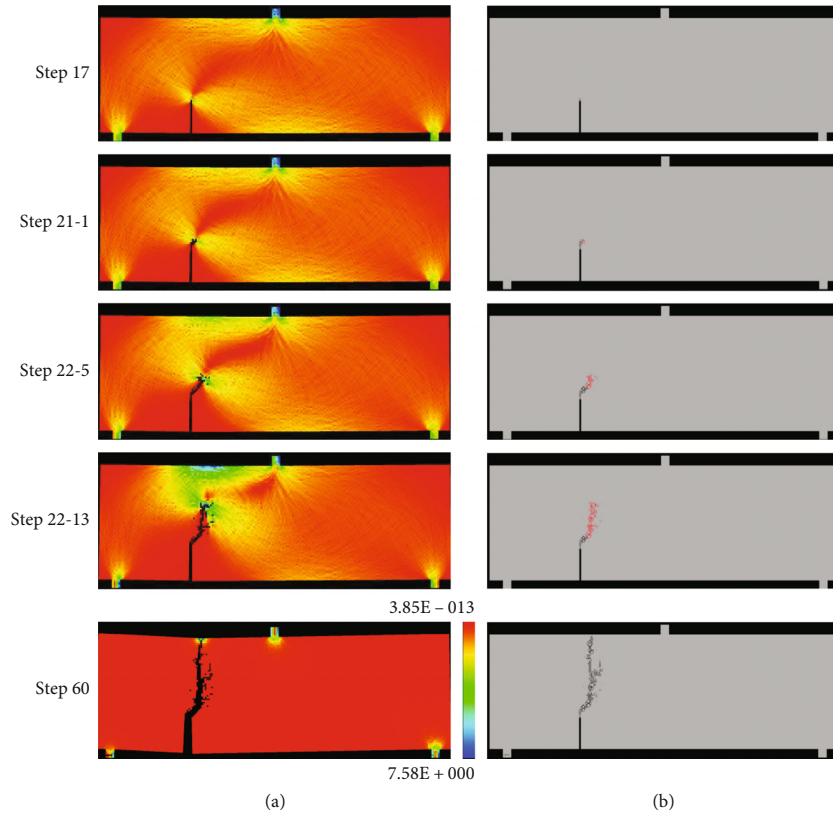 Step 17
Step 21-1
Step 22-5
Step 22-13
3.85E – 013
Step 60
7.58E + 000
(a)
(b)